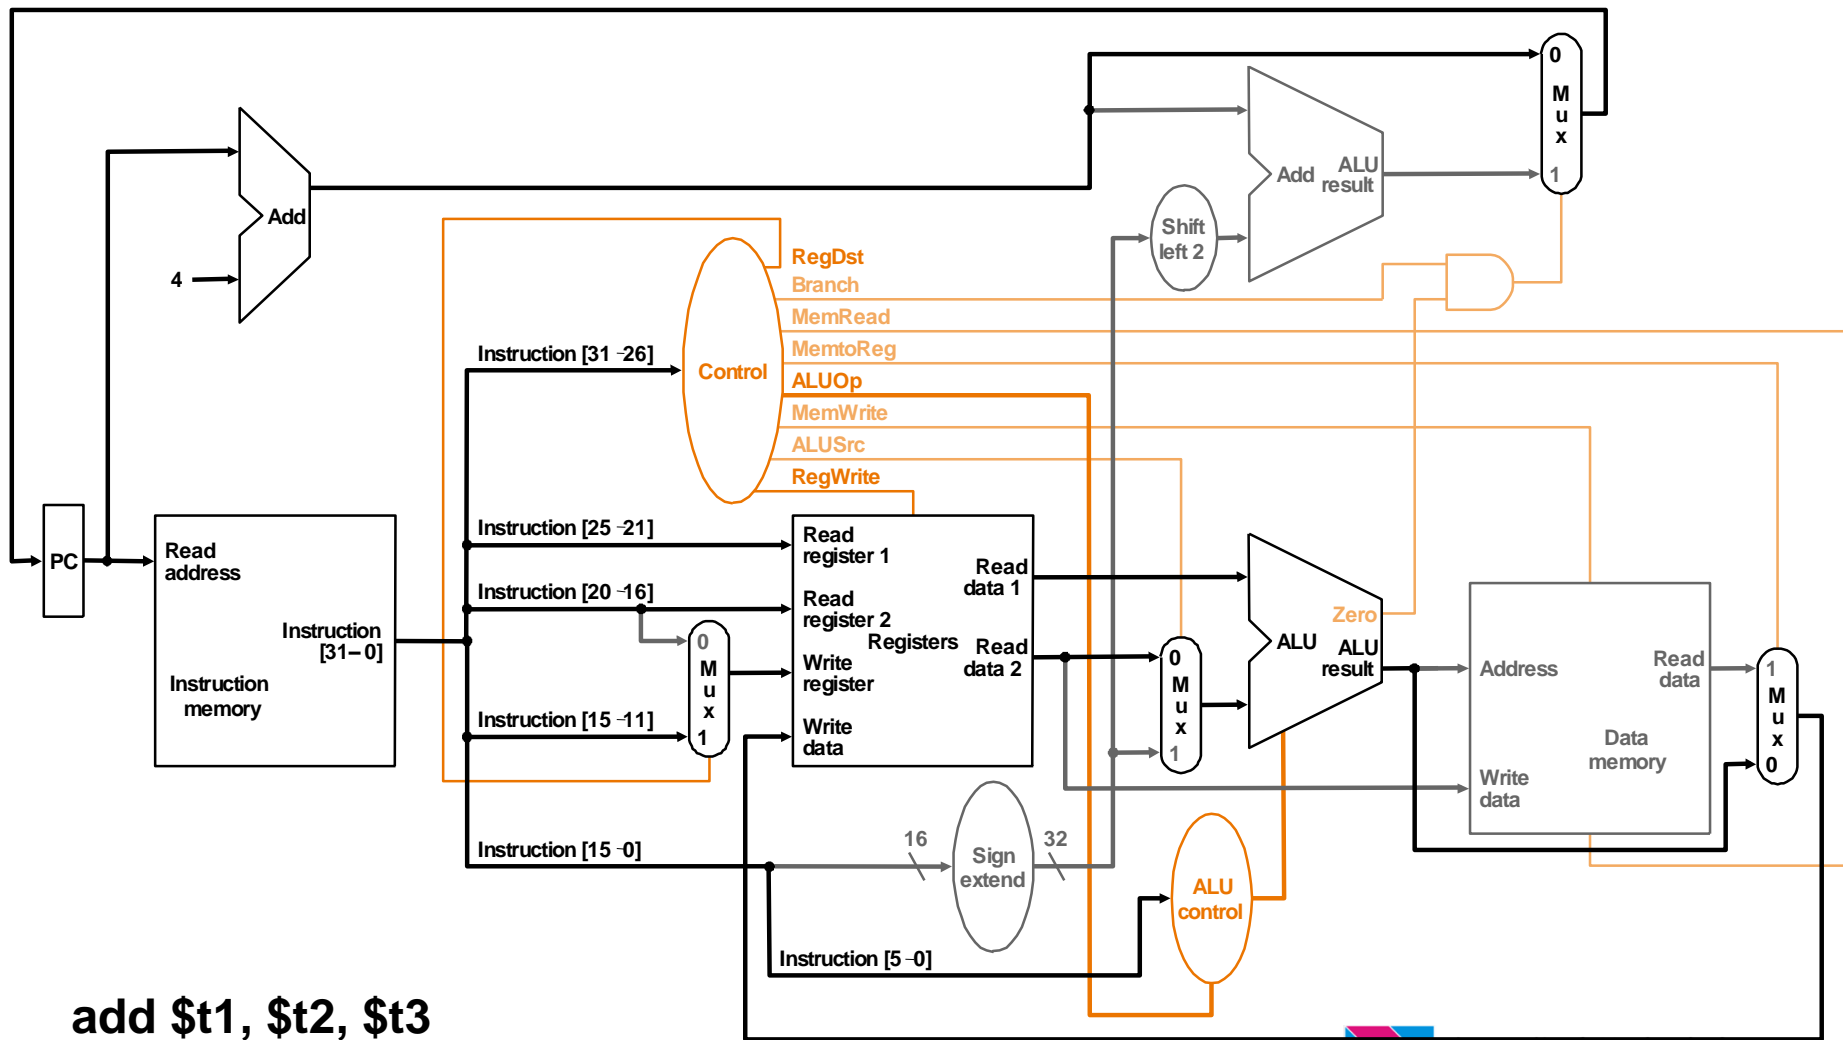 0
M
u
x
1
Add
ALU
result
Shift
left 2
Add
4
RegDst
Branch
MemRead
MemtoReg
ALUOp
MemWrite
ALUSrc
RegWrite
Control
Instruction [31–26]
Instruction [25–21]
Instruction [20–16]
Instruction [15–11]
Instruction [15–0]
Instruction [5–0]
PC
Read
address
Instruction
[31–0]
Instruction
memory
0
M
u
x
1
Read
register 1
Read
register 2
Write
register
Write
data
Registers
Read
data 1
Read
data 2
0
M
u
x
1
Zero
ALU
ALU
result
Address
Write
data
Read
data
Data
memory
1
M
u
x
0
16
Sign
extend
32
ALU
control
add $t1, $t2, $t3